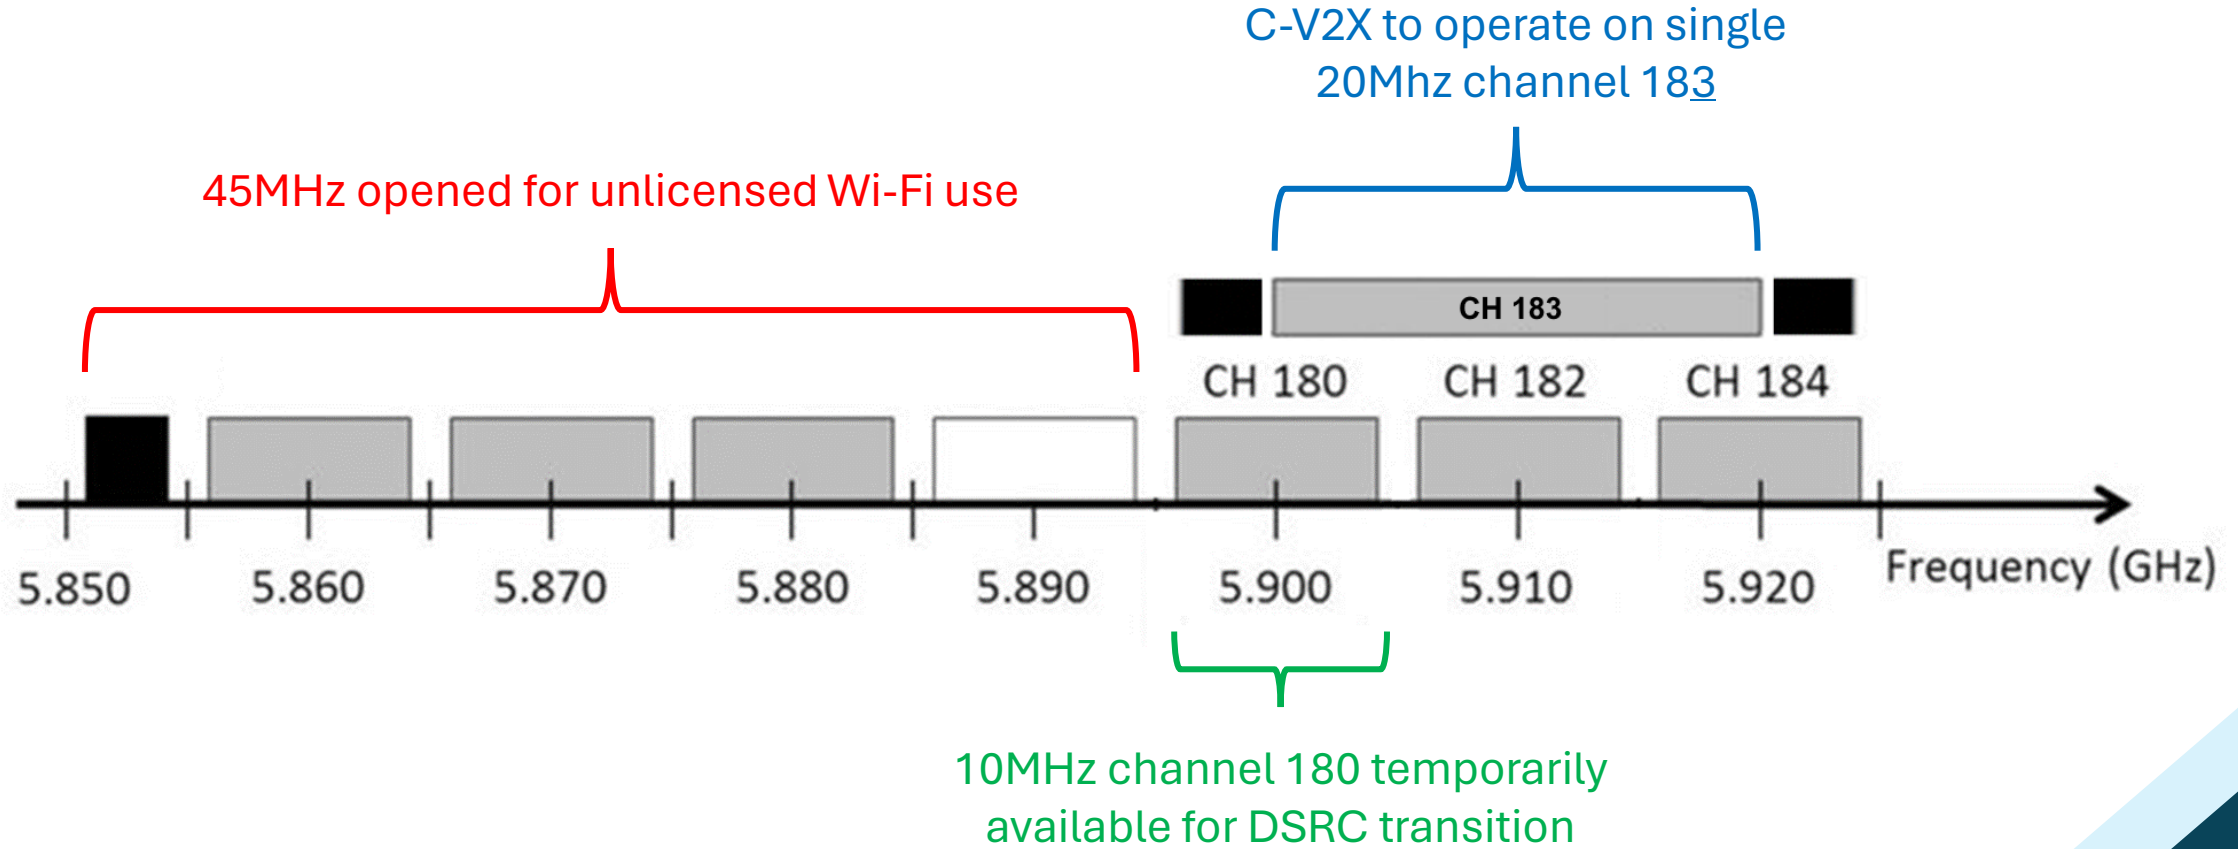 C-V2X to operate on single
20Mhz channel 183
45MHz opened for unlicensed Wi-Fi use
CH 183
CH 180
CH 182
CH 184
5.850
5.860
5.870
5.880
5.890
5.900
5.910
5.920
Frequency (GHz)
10MHz channel 180 temporarily
available for DSRC transition